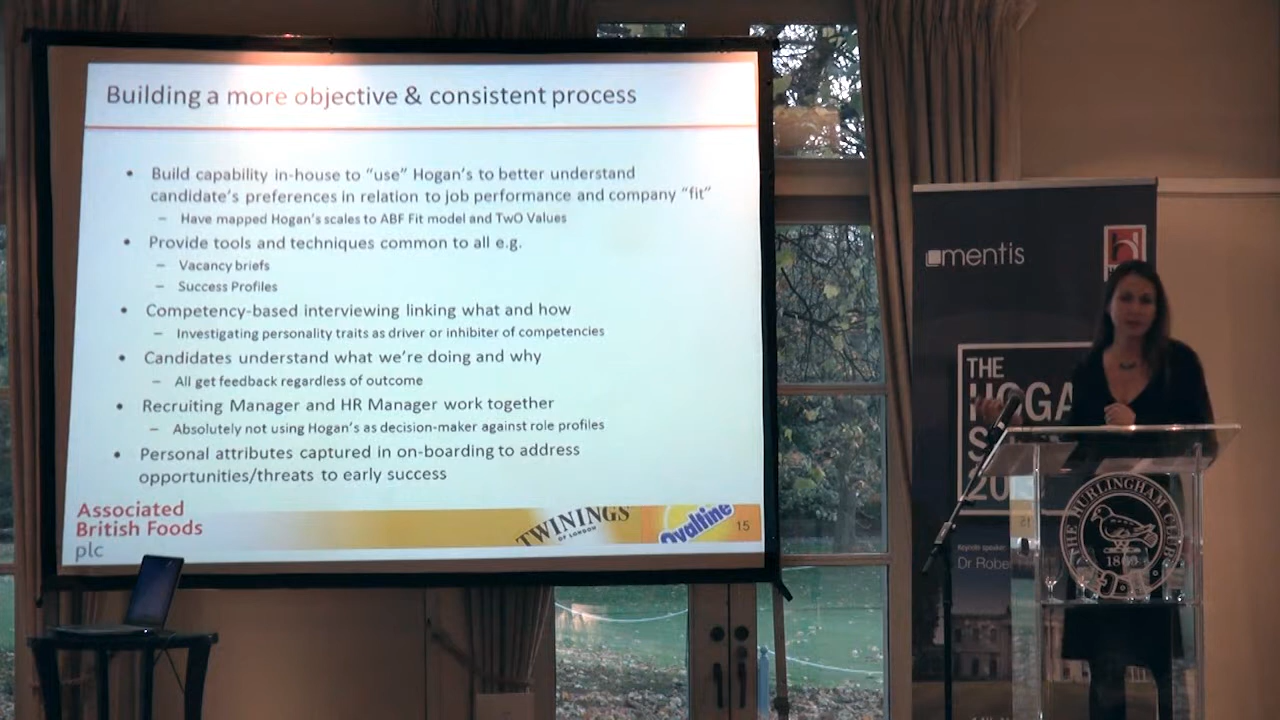 Building a more objective & consistent process
• Build capability in-house to “use” Hogan's to better understand
candidate's preferences in relation to job performance and company “fit”
– Have mapped Hogan's scales to ABF Fit model and TwO Values
• Provide tools and techniques common to all e.g.
– Vacancy briefs
– Success Profiles
• Competency-based interviewing linking what and how
– Investigating personality traits as driver or inhibiter of competencies
• Candidates understand what we're doing and why
– All get feedback regardless of outcome
• Recruiting Manager and HR Manager work together
– Absolutely not using Hogan's as decision-maker against role profiles
• Personal attributes captured in on-boarding to address
opportunities/threats to early success
Associated
British Foods
plc
TWININGS
OF LONDON
Ovaltine
15
mentis
THE
HOGA
S
20
Keynote speaker
Dr Robe
THE HURLINGHAM CLUB
1869